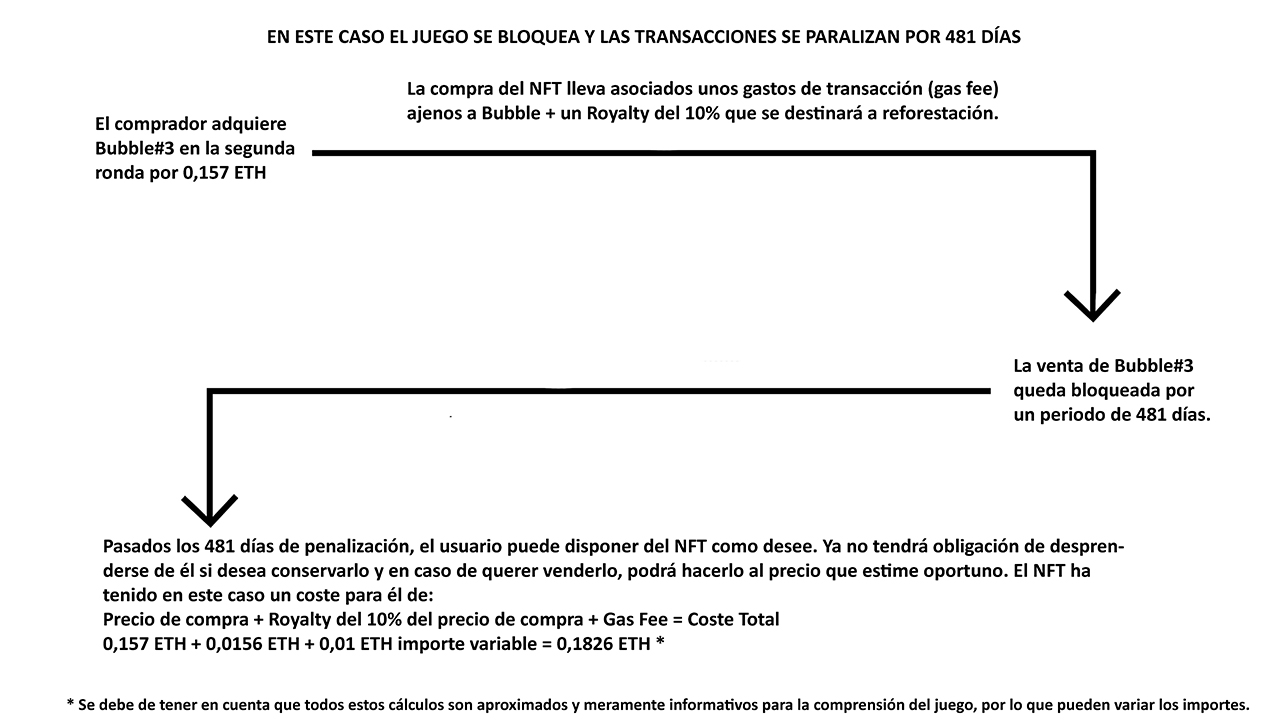 EN ESTE CASO EL JUEGO SE BLOQUEA Y LAS TRANSACCIONES SE PARALIZAN POR 481 DÍAS
La compra del NFT lleva asociados unos gastos de transacción (gas fee)
ajenos a Bubble + un Royalty del 10% que se destinará a reforestación.
El comprador adquiere
Bubble#3 en la segunda
ronda por 0,157 ETH
La venta de Bubble#3
queda bloqueada por
un periodo de 481 días.
Pasados los 481 días de penalización, el usuario puede disponer del NFT como desee. Ya no tendrá obligación de despren-
derse de él si desea conservarlo y en caso de querer venderlo, podrá hacerlo al precio que estime oportuno. El NFT ha
tenido en este caso un coste para él de:
Precio de compra + Royalty del 10% del precio de compra + Gas Fee = Coste Total
0,157 ETH + 0,0156 ETH + 0,01 ETH importe variable = 0,1826 ETH *
* Se debe de tener en cuenta que todos estos cálculos son aproximados y meramente informativos para la comprensión del juego, por lo que pueden variar los importes.